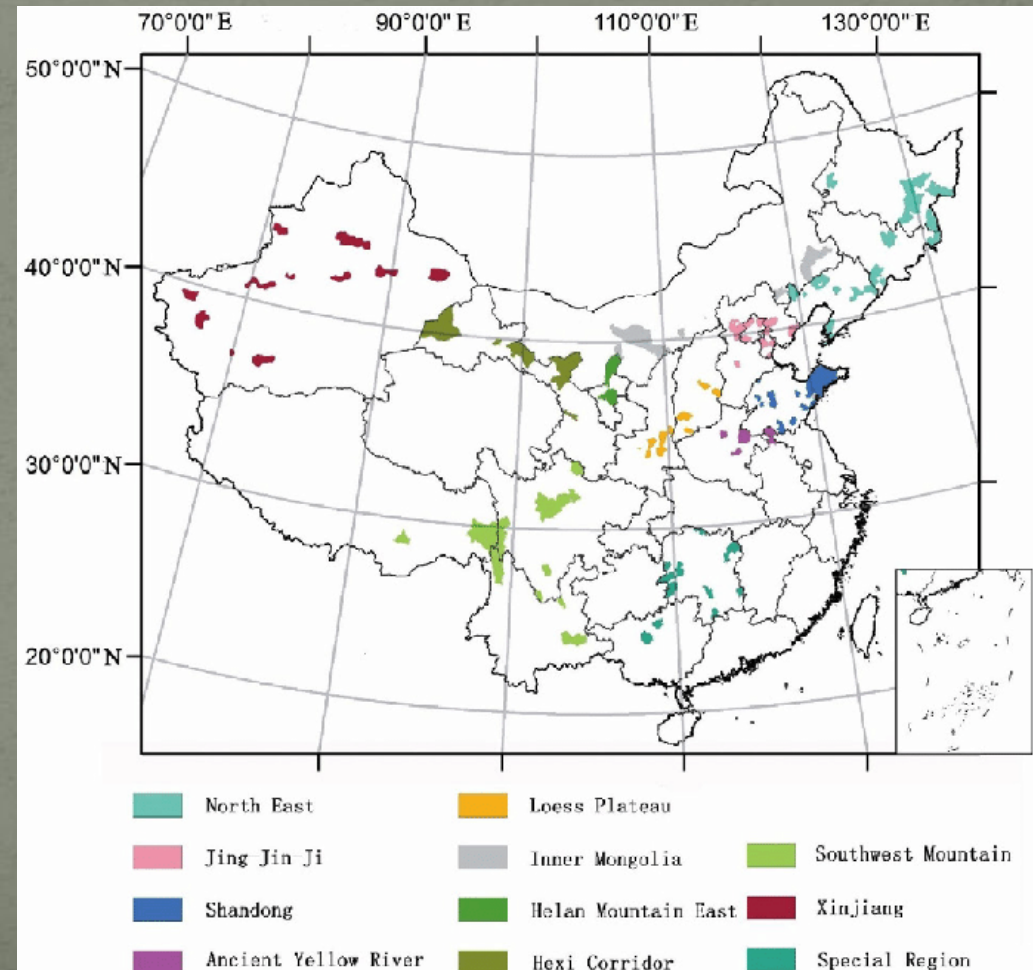 70°0'0"E 90°0'0"E 110°0'0"E 130°0'0"E
50°0'0"N
40°0'0"N
30°0'0"N
20°0'0"N
North East
Loess Plateau
Jing Jin Ji
Inner Mongolia
Southwest Mountain
Shandong
Helan Mountain East
Xinjiang
Ancient Yellow River
Hexi Corridor
Special Region